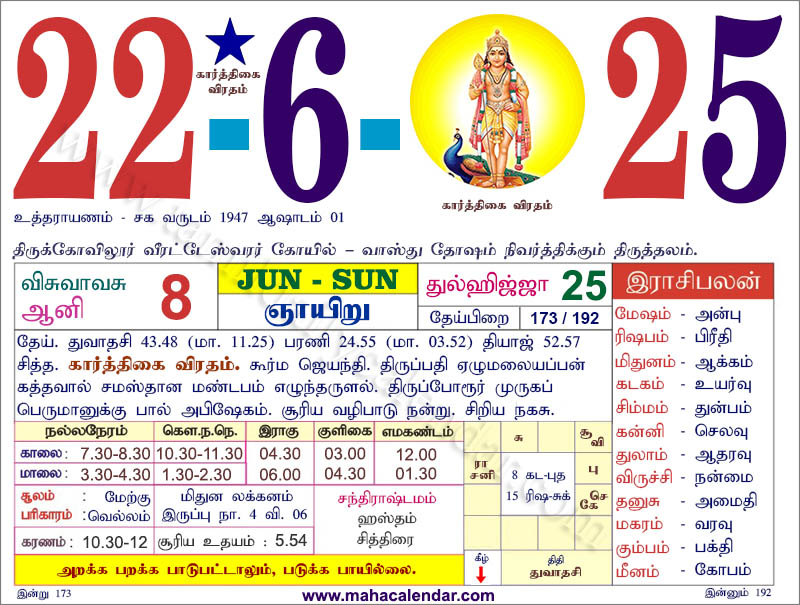 22-6-25
கார்த்திகை
விரதம்
கார்த்திகை விரதம்
உத்தராயணம் - சக வருடம் 1947 ஆஷாடம் 01
திருக்கோவிலூர் வீரட்டேஸ்வரர் கோயில் – வாஸ்து தோஷம் நிவர்த்திக்கும் திருத்தலம்.
விசுவாவசு
ஆனி 8
JUN - SUN
ஞாயிறு
துல்ஹிஜ்ஜா 25
தேய்பிறை 173 / 192
தேய். துவாதசி 43.48 (மா. 11.25) பரணி 24.55 (மா. 03.52) தியாஜ் 52.57
சித்த. கார்த்திகை விரதம். கூர்ம ஜெயந்தி. திருப்பதி ஏழுமலையப்பன்
கத்தவால் சமஸ்தான மண்டபம் எழுந்தருளல். திருப்போரூர் முருகப்
பெருமானுக்கு பால் அபிஷேகம். சூரிய வழிபாடு நன்று. சிறிய நகசு.
இராசிபலன்
மேஷம் - அன்பு
ரிஷபம் - பிரீதி
மிதுனம் - ஆக்கம்
கடகம் - உயர்வு
சிம்மம் - துன்பம்
கன்னி - செலவு
துலாம் - ஆதரவு
விருச்சி - நன்மை
தனுசு - அமைதி
மகரம் - வரவு
கும்பம் - பக்தி
மீனம் - கோபம்
நல்லநேரம் கௌ.ந.நெ. இராகு குளிகை எமகண்டம்
காலை: 7.30-8.30 10.30-11.30 04.30 03.00 12.00
மாலை: 3.30-4.30 1.30-2.30 06.00 04.30 01.30
சூலம் : மேற்கு
பரிகாரம் : வெல்லம்
மிதுன லக்கனம்
இருப்பு நா. 4 வி. 06
சந்திராஷ்டமம்
ஹஸ்தம்
சித்திரை
கரணம்: 10.30-12 சூரிய உதயம் : 5.54
சு
சூ
வி
ரா
சனி
8 கட-புத
15 ரிஷ-சுக்
பு
செ
கே
கீழ்
திதி
துவாதசி
அறக்க பறக்க பாடுபட்டாலும், படுக்க பாயில்லை.
இன்று 173
www.mahacalendar.com
இன்னும் 192